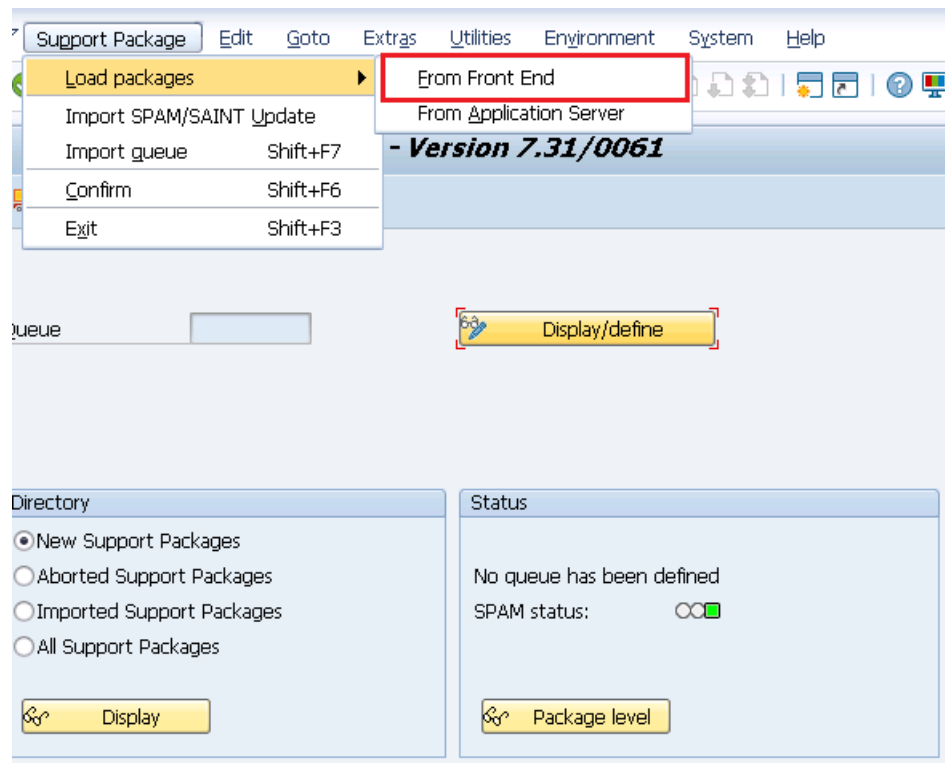 Support Package Edit Goto Extras Utilities Environment System Help
Load packages
From Front End
Import SPAM/SAINT Update
From Application Server
Import queue Shift+F7
- Version 7.31/0061
Confirm Shift+F6
Exit Shift+F3
Queue
Display/define
Directory
New Support Packages
Aborted Support Packages
Imported Support Packages
All Support Packages
Display
Status
No queue has been defined
SPAM status:
Package level